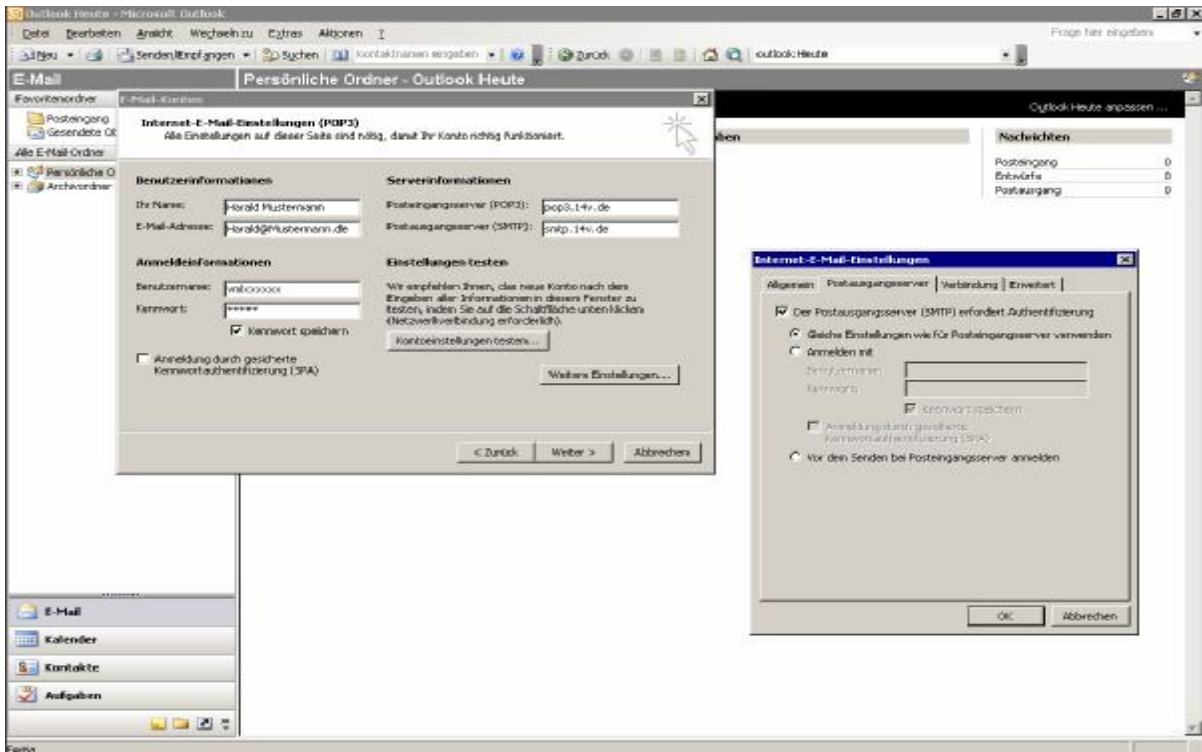 Outlook Heute - Microsoft Outlook
Datei Bearbeiten Ansicht Wechseln zu Extras Aktionen ?
Frage hier eingeben
Neu Senden/Empfangen Suchen Kontaktnamen eingeben Zurück outlook:Heute
E-Mail
Persönliche Ordner - Outlook Heute
Favoritenordner
Posteingang
Gesendete Ob
Alle E-Mail-Ordner
Persönliche O
Archivordner
Outlook Heute anpassen ...
ben
Nachrichten
Posteingang 0
Entwürfe 0
Postausgang 0
E-Mail-Konten
Internet-E-Mail-Einstellungen (POP3)
Alle Einstellungen auf dieser Seite sind nötig, damit Ihr Konto richtig funktioniert.
Benutzerinformationen
Ihr Name: Harald Mustermann
E-Mail-Adresse: Harald@Mustermann.de
Serverinformationen
Posteingangsserver (POP3): pop3.14v.de
Postausgangsserver (SMTP): smtp.14v.de
Anmeldeinformationen
Benutzername:
Kennwort: *****
Kennwort speichern
Anmeldung durch gesicherte
Kennwortauthentifizierung (SPA)
Einstellungen testen
Wir empfehlen Ihnen, das neue Konto nach dem
Eingeben aller Informationen in diesem Fenster zu
testen, indem Sie auf die Schaltfläche unten klicken
(Netzwerkverbindung erforderlich).
Kontoeinstellungen testen...
Weitere Einstellungen...
< Zurück Weiter > Abbrechen
Internet-E-Mail-Einstellungen
Allgemein Postausgangsserver Verbindung Erweitert
Der Postausgangsserver (SMTP) erfordert Authentifizierung
Gleiche Einstellungen wie für Posteingangsserver verwenden
Anmelden mit
Benutzername:
Kennwort:
Kennwort speichern
Anmeldung durch gesicherte
Kennwortauthentifizierung (SPA)
Vor dem Senden bei Posteingangsserver anmelden
OK Abbrechen
E-Mail
Kalender
Kontakte
Aufgaben
Fertig